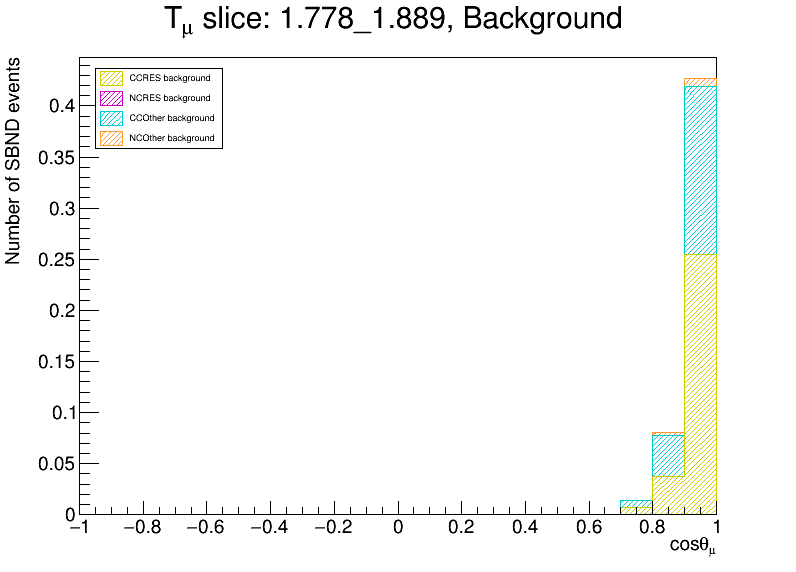 Tμ slice: 1.778_1.889, Background
Number of SBND events
CCRES background
NCRES background
CCOther background
NCOther background
0.4
0.35
0.3
0.25
0.2
0.15
0.1
0.05
0
−1 −0.8 −0.6 −0.4 −0.2 0 0.2 0.4 0.6 0.8 1
cosθμ